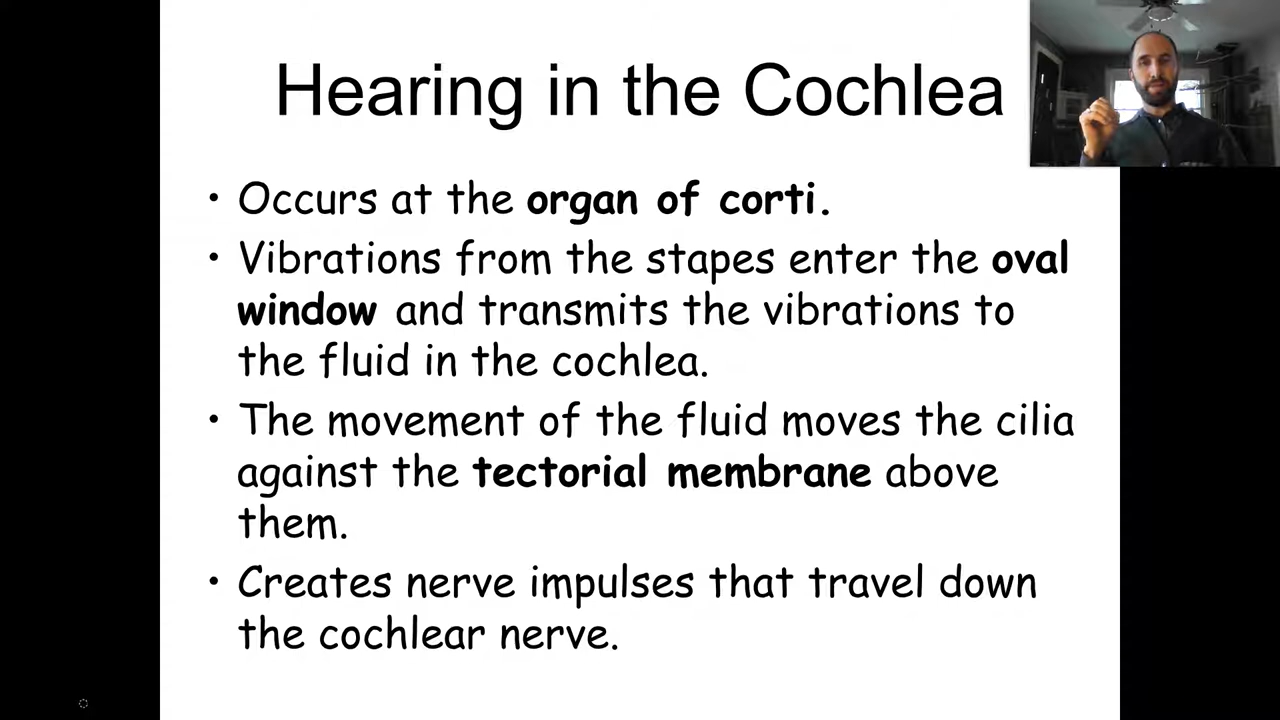 Hearing in the Cochlea
• Occurs at the organ of corti.
• Vibrations from the stapes enter the oval
window and transmits the vibrations to
the fluid in the cochlea.
• The movement of the fluid moves the cilia
against the tectorial membrane above
them.
• Creates nerve impulses that travel down
the cochlear nerve.